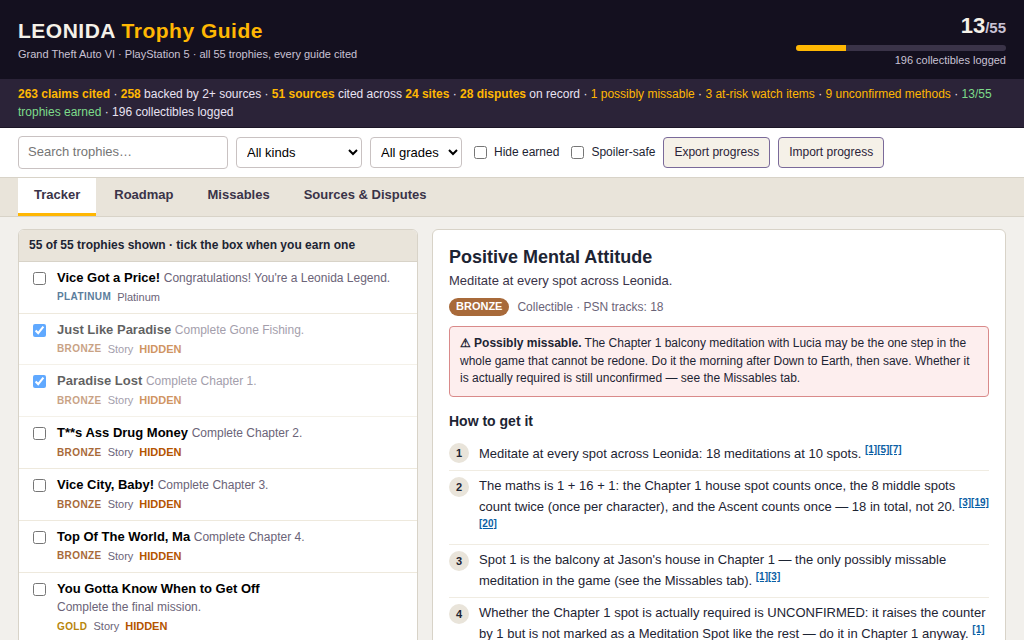 LEONIDA Trophy Guide
Grand Theft Auto VI · PlayStation 5 · all 55 trophies, every guide cited
13/55
196 collectibles logged
263 claims cited · 258 backed by 2+ sources · 51 sources cited across 24 sites · 28 disputes on record · 1 possibly missable · 3 at-risk watch items · 9 unconfirmed methods · 13/55
trophies earned · 196 collectibles logged
Search trophies…
All kinds
All grades
Hide earned
Spoiler-safe
Export progress
Import progress
Tracker
Roadmap
Missables
Sources & Disputes
55 of 55 trophies shown · tick the box when you earn one
Vice Got a Price! Congratulations! You're a Leonida Legend.
PLATINUM Platinum
Just Like Paradise Complete Gone Fishing.
BRONZE Story HIDDEN
Paradise Lost Complete Chapter 1.
BRONZE Story HIDDEN
T**s Ass Drug Money Complete Chapter 2.
BRONZE Story HIDDEN
Vice City, Baby! Complete Chapter 3.
BRONZE Story HIDDEN
Top Of The World, Ma Complete Chapter 4.
BRONZE Story HIDDEN
You Gotta Know When to Get Off
Complete the final mission.
GOLD Story HIDDEN
Positive Mental Attitude
Meditate at every spot across Leonida.
BRONZE Collectible · PSN tracks: 18
⚠ Possibly missable. The Chapter 1 balcony meditation with Lucia may be the one step in the
whole game that cannot be redone. Do it the morning after Down to Earth, then save. Whether it
is actually required is still unconfirmed — see the Missables tab.
How to get it
1 Meditate at every spot across Leonida: 18 meditations at 10 spots. [1][5][7]
2 The maths is 1 + 16 + 1: the Chapter 1 house spot counts once, the 8 middle spots
count twice (once per character), and the Ascent counts once — 18 in total, not 20. [3][19]
[20]
3 Spot 1 is the balcony at Jason's house in Chapter 1 — the only possibly missable
meditation in the game (see the Missables tab). [1][3]
4 Whether the Chapter 1 spot is actually required is UNCONFIRMED: it raises the counter
by 1 but is not marked as a Meditation Spot like the rest — do it in Chapter 1 anyway. [1]